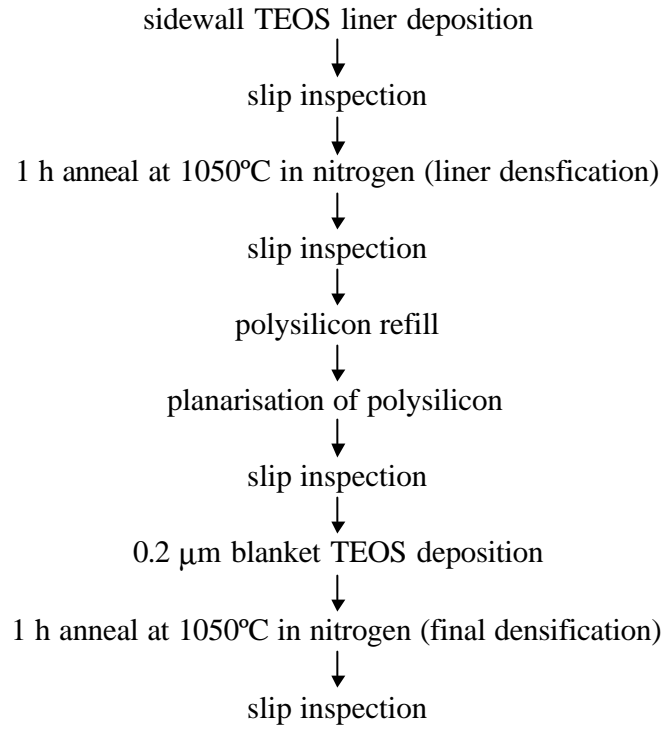 sidewall TEOS liner deposition
slip inspection
1 h anneal at 1050ºC in nitrogen (liner densfication)
slip inspection
polysilicon refill
planarisation of polysilicon
slip inspection
0.2 μm blanket TEOS deposition
1 h anneal at 1050ºC in nitrogen (final densification)
slip inspection